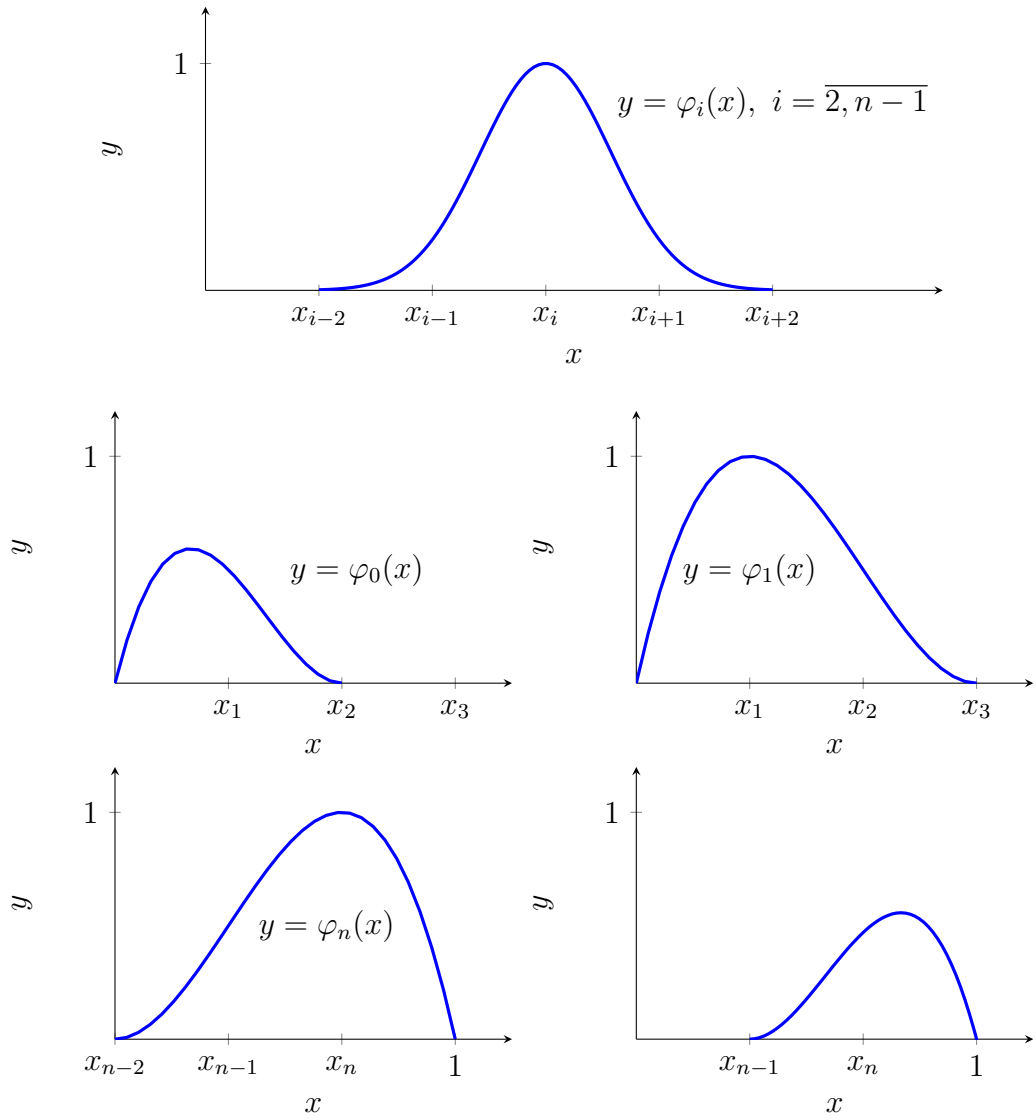 1
y = φ_i(x), i = \overline{2, n − 1}
y
x_{i−2} x_{i−1} x_i x_{i+1} x_{i+2}
x
1
y = φ_0(x)
y
x_1 x_2 x_3
x
1
y = φ_1(x)
y
x_1 x_2 x_3
x
1
y = φ_n(x)
y
x_{n−2} x_{n−1} x_n 1
x
1
y
x_{n−1} x_n 1
x